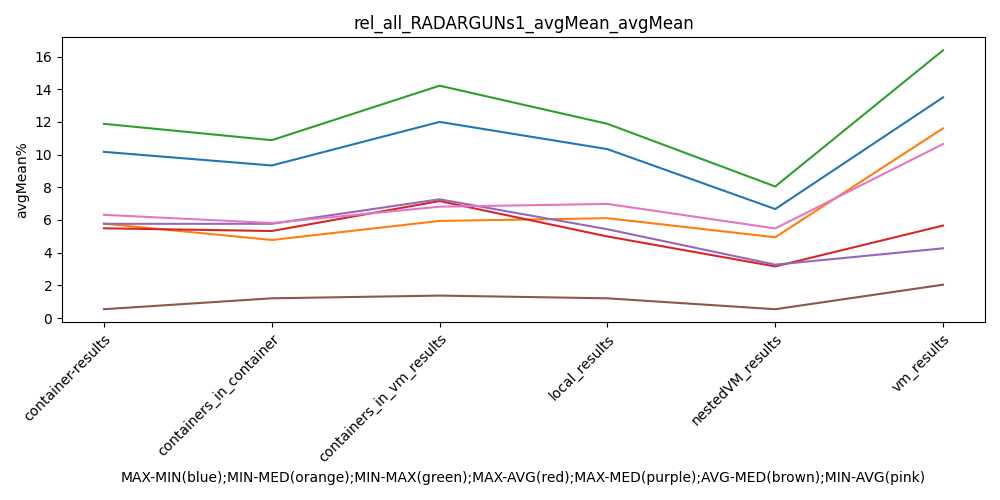 rel_all_RADARGUNs1_avgMean_avgMean
avgMean%
16
14
12
10
8
6
4
2
0
container-results
containers_in_container
containers_in_vm_results
local_results
nestedVM_results
vm_results
MAX-MIN(blue);MIN-MED(orange);MIN-MAX(green);MAX-AVG(red);MAX-MED(purple);AVG-MED(brown);MIN-AVG(pink)